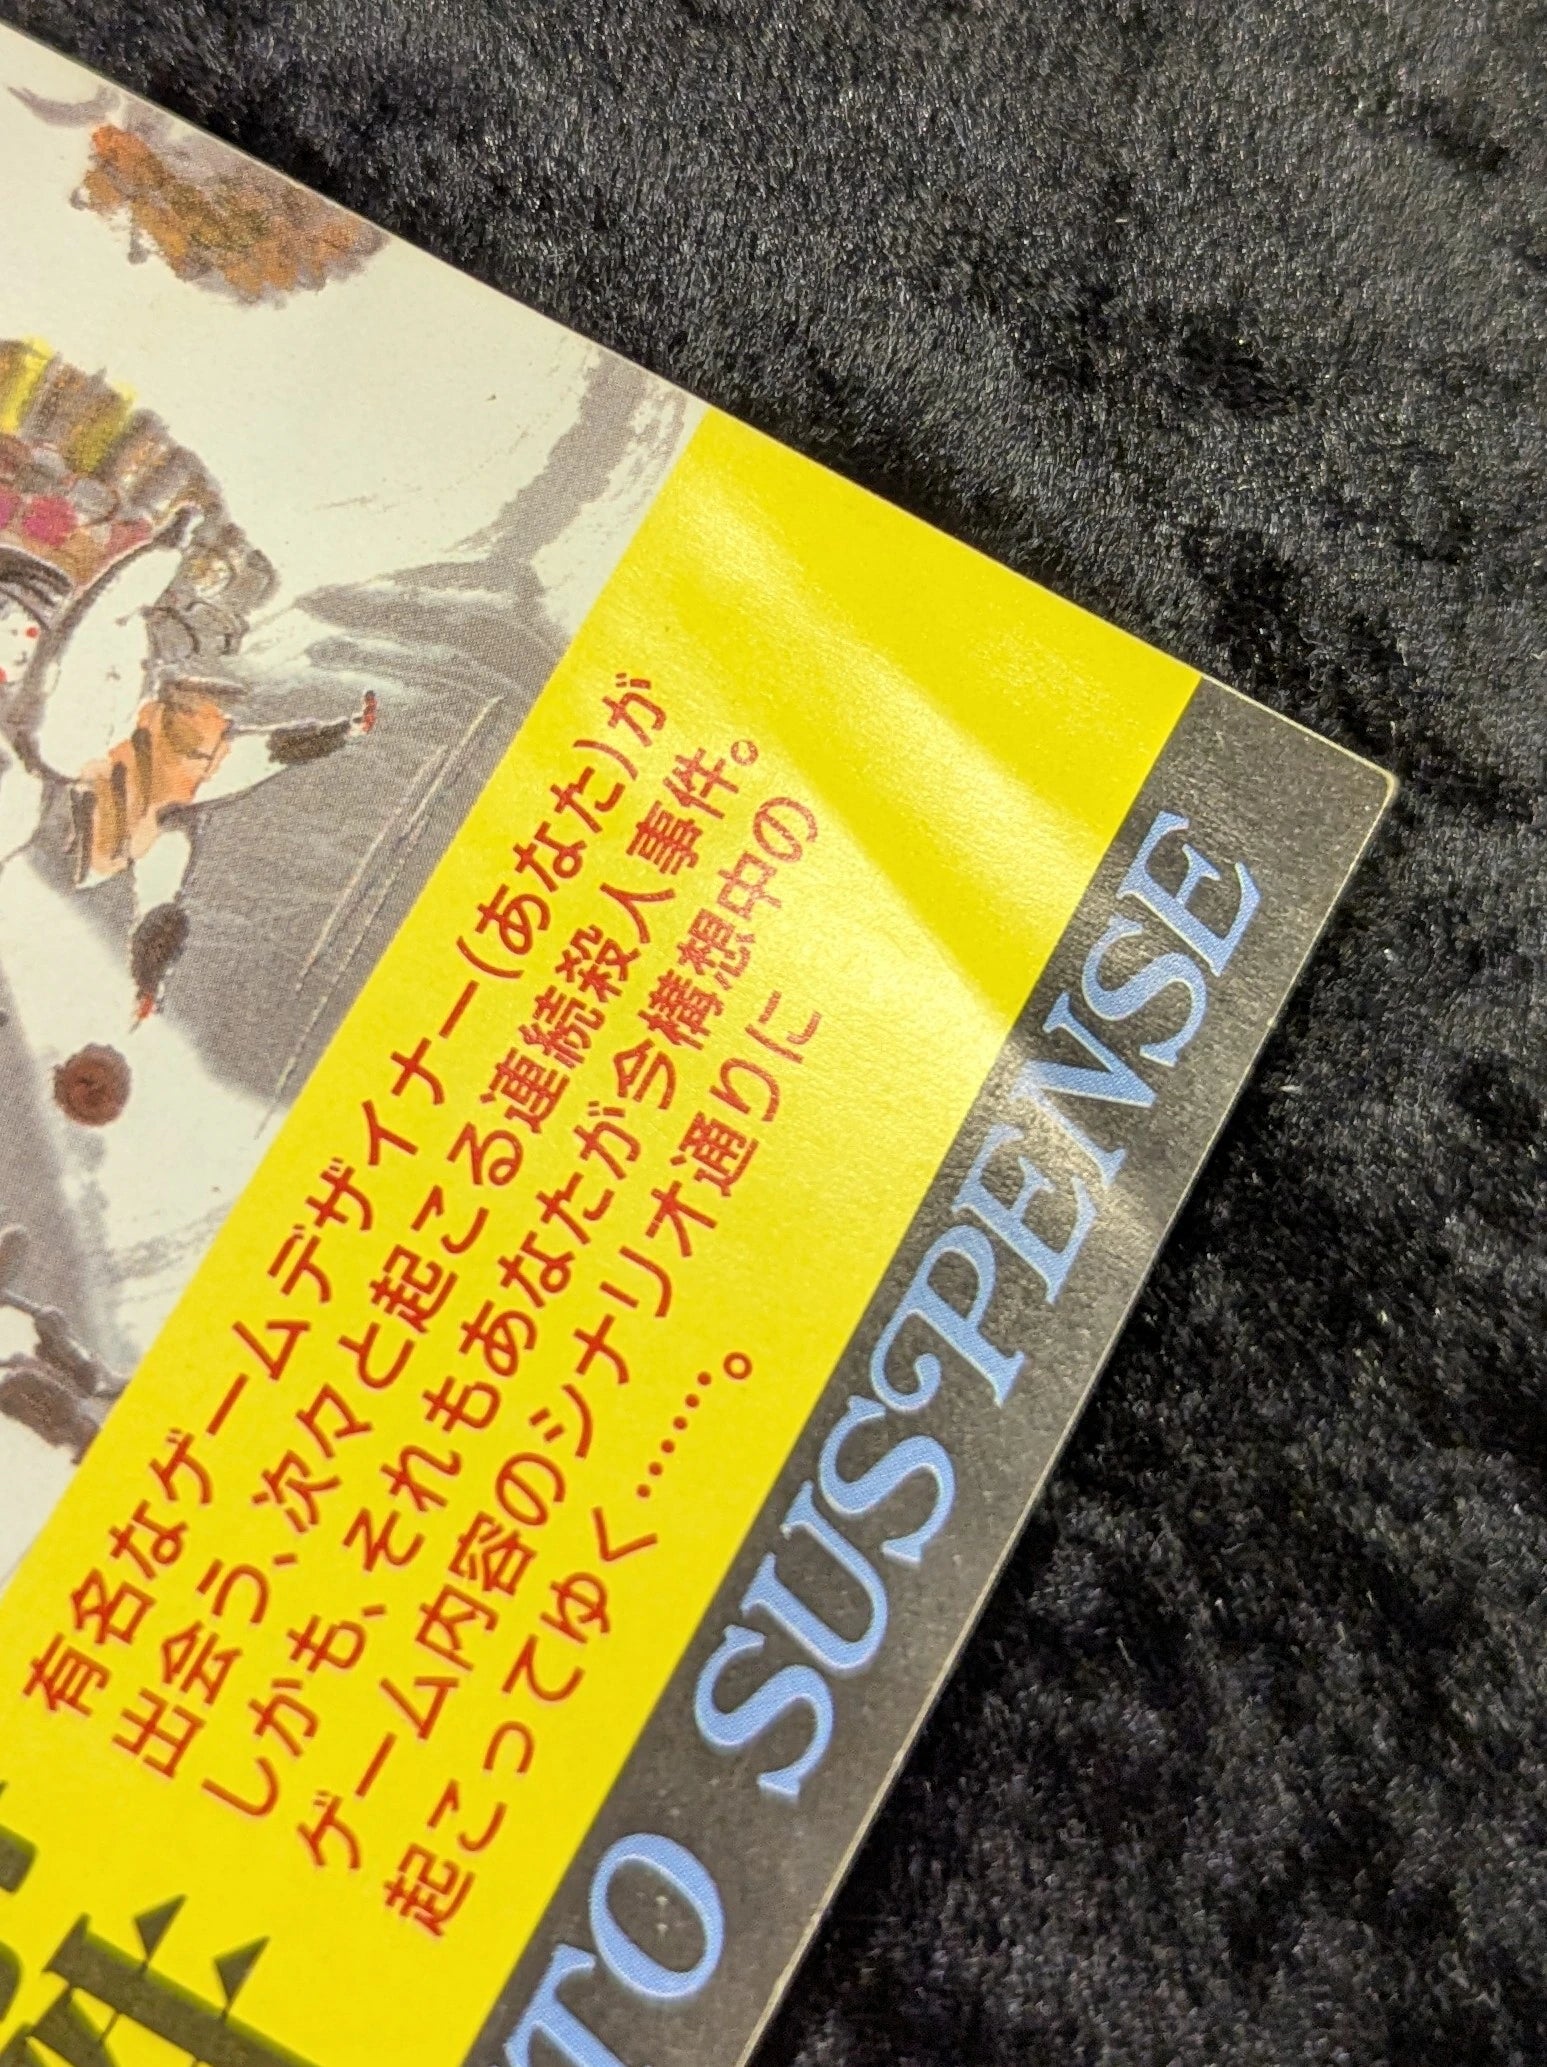 有名なゲームデザイナー(あなた)が
出会う、次々と起こる連続殺人事件。
しかも、それもあなたが今構想中の
ゲーム内容のシナリオ通りに
起こってゆく……。
TO SUSPENSE